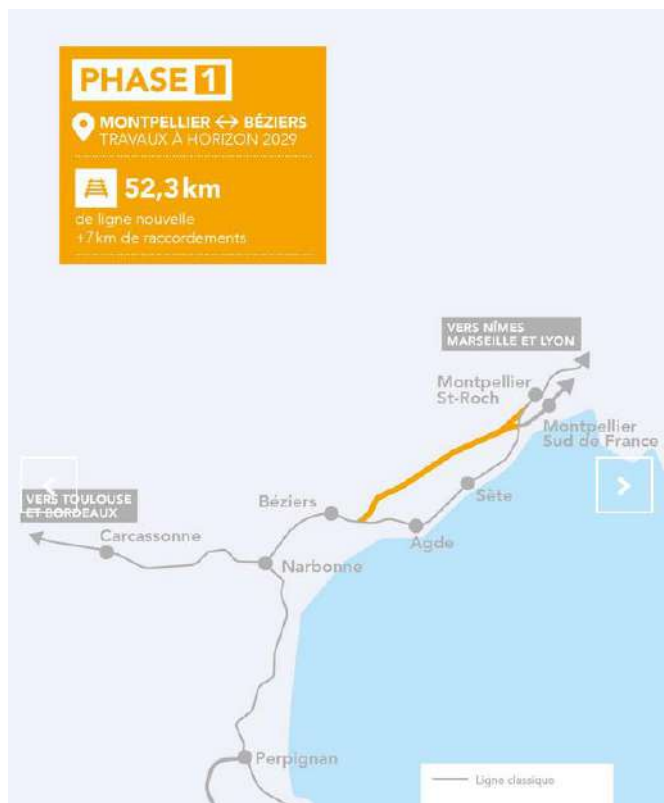 PHASE 1
MONTPELLIER ↔ BÉZIERS
TRAVAUX À HORIZON 2029
52,3 km
de ligne nouvelle
+7 km de raccordements
VERS NÎMES
MARSEILLE ET LYON
Montpellier
St-Roch
Montpellier
Sud de France
Sète
VERS TOULOUSE
ET BORDEAUX
Béziers
Agde
Carcassonne
Narbonne
Perpignan
Ligne classique